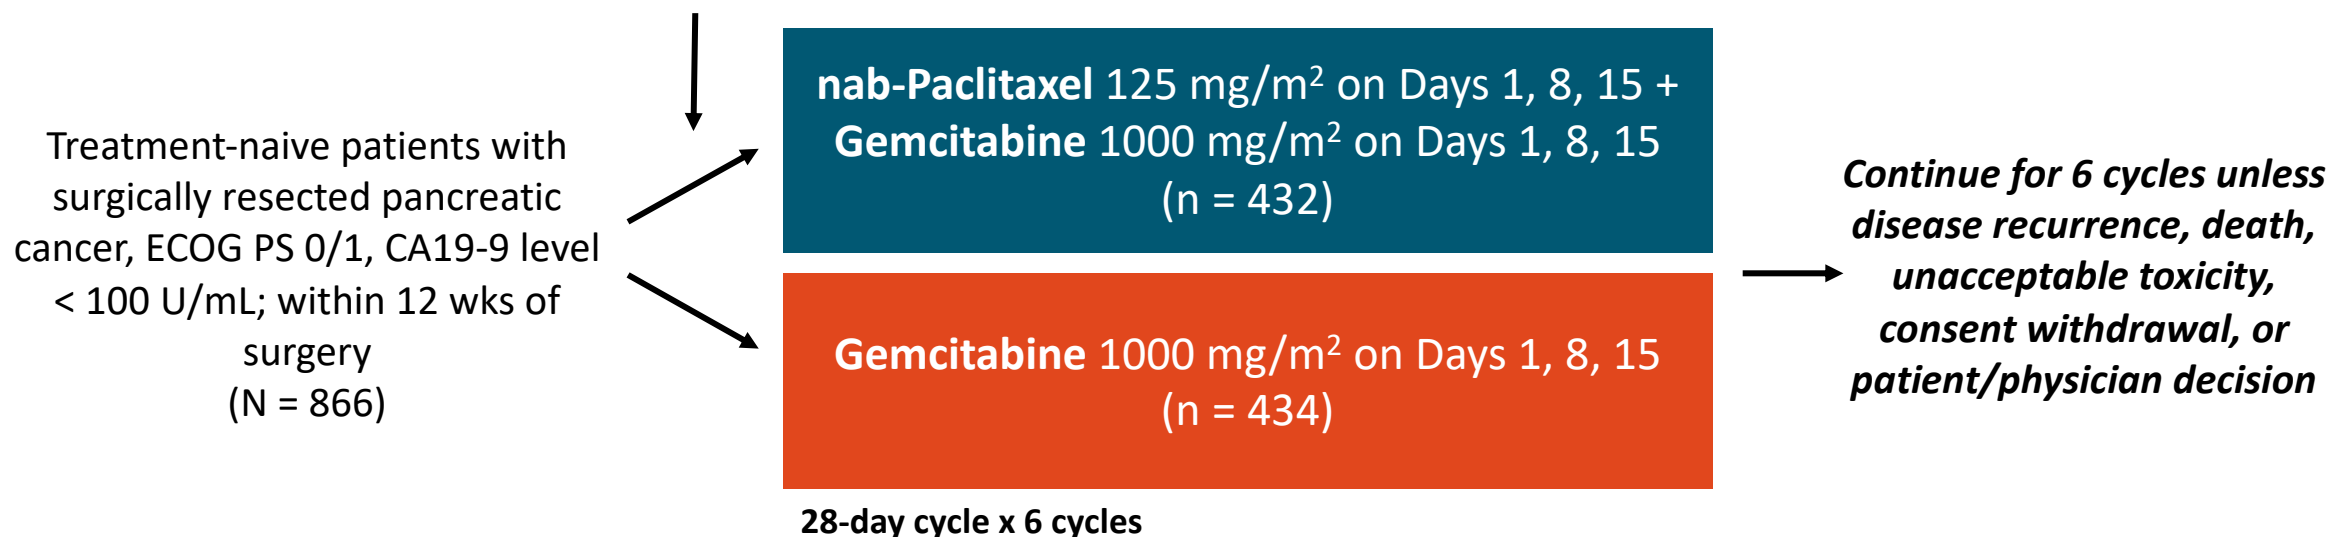 Treatment-naive patients with
surgically resected pancreatic
cancer, ECOG PS 0/1, CA19-9 level
< 100 U/mL; within 12 wks of
surgery
(N = 866)
nab-Paclitaxel 125 mg/m² on Days 1, 8, 15 +
Gemcitabine 1000 mg/m² on Days 1, 8, 15
(n = 432)
Gemcitabine 1000 mg/m² on Days 1, 8, 15
(n = 434)
28-day cycle x 6 cycles
Continue for 6 cycles unless
disease recurrence, death,
unacceptable toxicity,
consent withdrawal, or
patient/physician decision